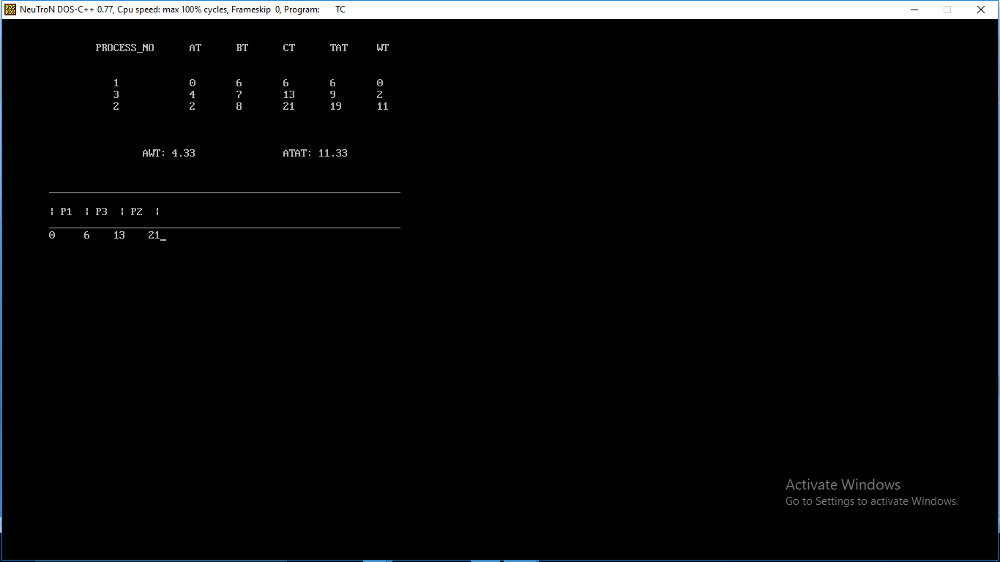 NeuTroN DOS-C++ 0.77, Cpu speed: max 100% cycles, Frameskip 0, Program: TC
PROCESS_NO AT BT CT TAT WT
1 0 6 6 6 0
3 4 7 13 9 2
2 2 8 21 19 11
AWT: 4.33 ATAT: 11.33
¦ P1 ¦ P3 ¦ P2 ¦
0 6 13 21_
Activate Windows
Go to Settings to activate Windows.